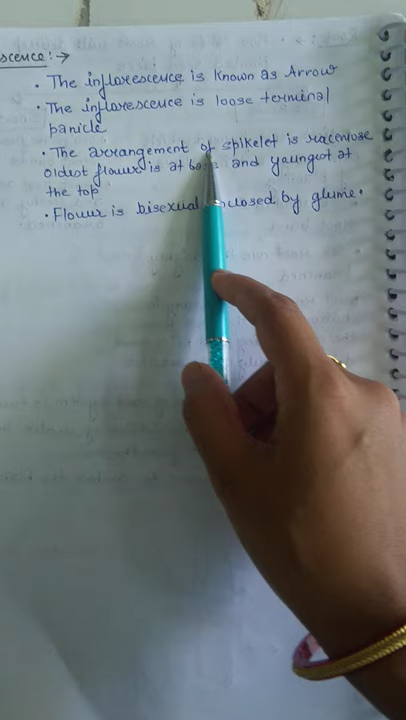 scence:→
• The inflorescence is known as Arrow
• The inflorescence is loose terminal
panicle
• The arrangement of spikelet is racemose
oldest flower is at base and youngest at
the top
• Flower is bisexual closed by glume.